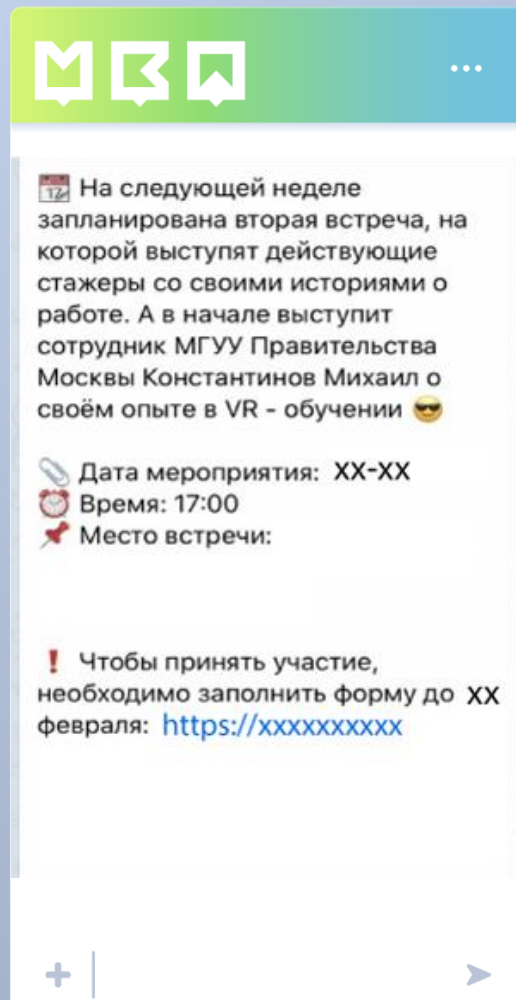 📅 На следующей неделе
запланирована вторая встреча, на
которой выступят действующие
стажеры со своими историями о
работе. А в начале выступит
сотрудник МГУУ Правительства
Москвы Константинов Михаил о
своём опыте в VR - обучении 😎
📎 Дата мероприятия: XX-XX
⏰ Время: 17:00
📌 Место встречи:
❗ Чтобы принять участие,
необходимо заполнить форму до XX
февраля: https://xxxxxxxxxx